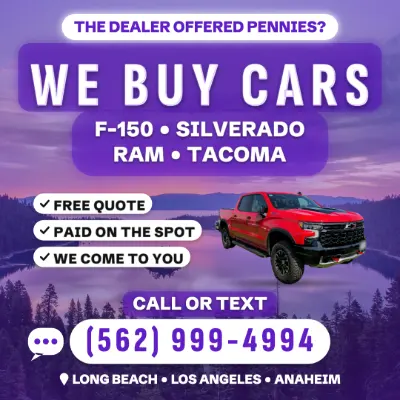 THE DEALER OFFERED PENNIES?
WE BUY CARS
F-150 • SILVERADO
RAM • TACOMA
FREE QUOTE
PAID ON THE SPOT
WE COME TO YOU
CALL OR TEXT
(562) 999-4994
LONG BEACH • LOS ANGELES • ANAHEIM